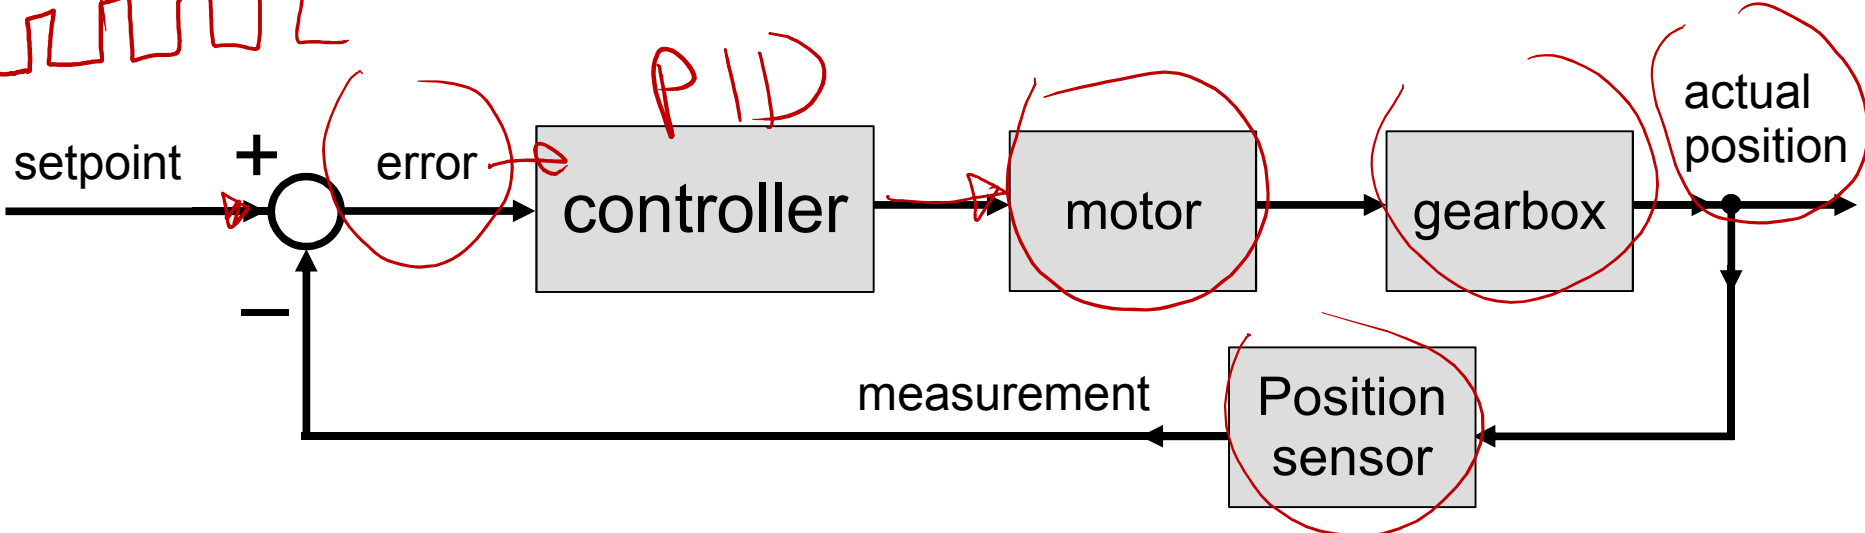 PID
setpoint
+
error
controller
motor
gearbox
actual
position
−
measurement
Position
sensor